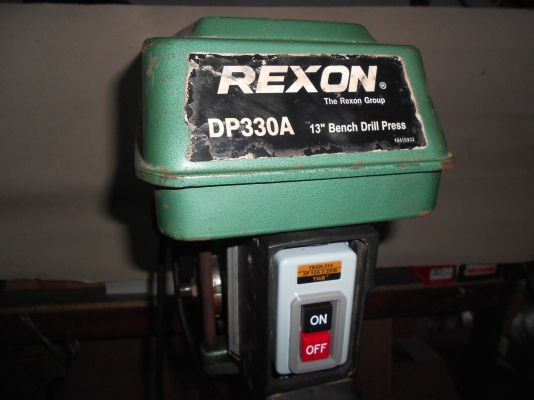 REXON®
The Rexon Group
DP330A 13" Bench Drill Press
ON
OFF